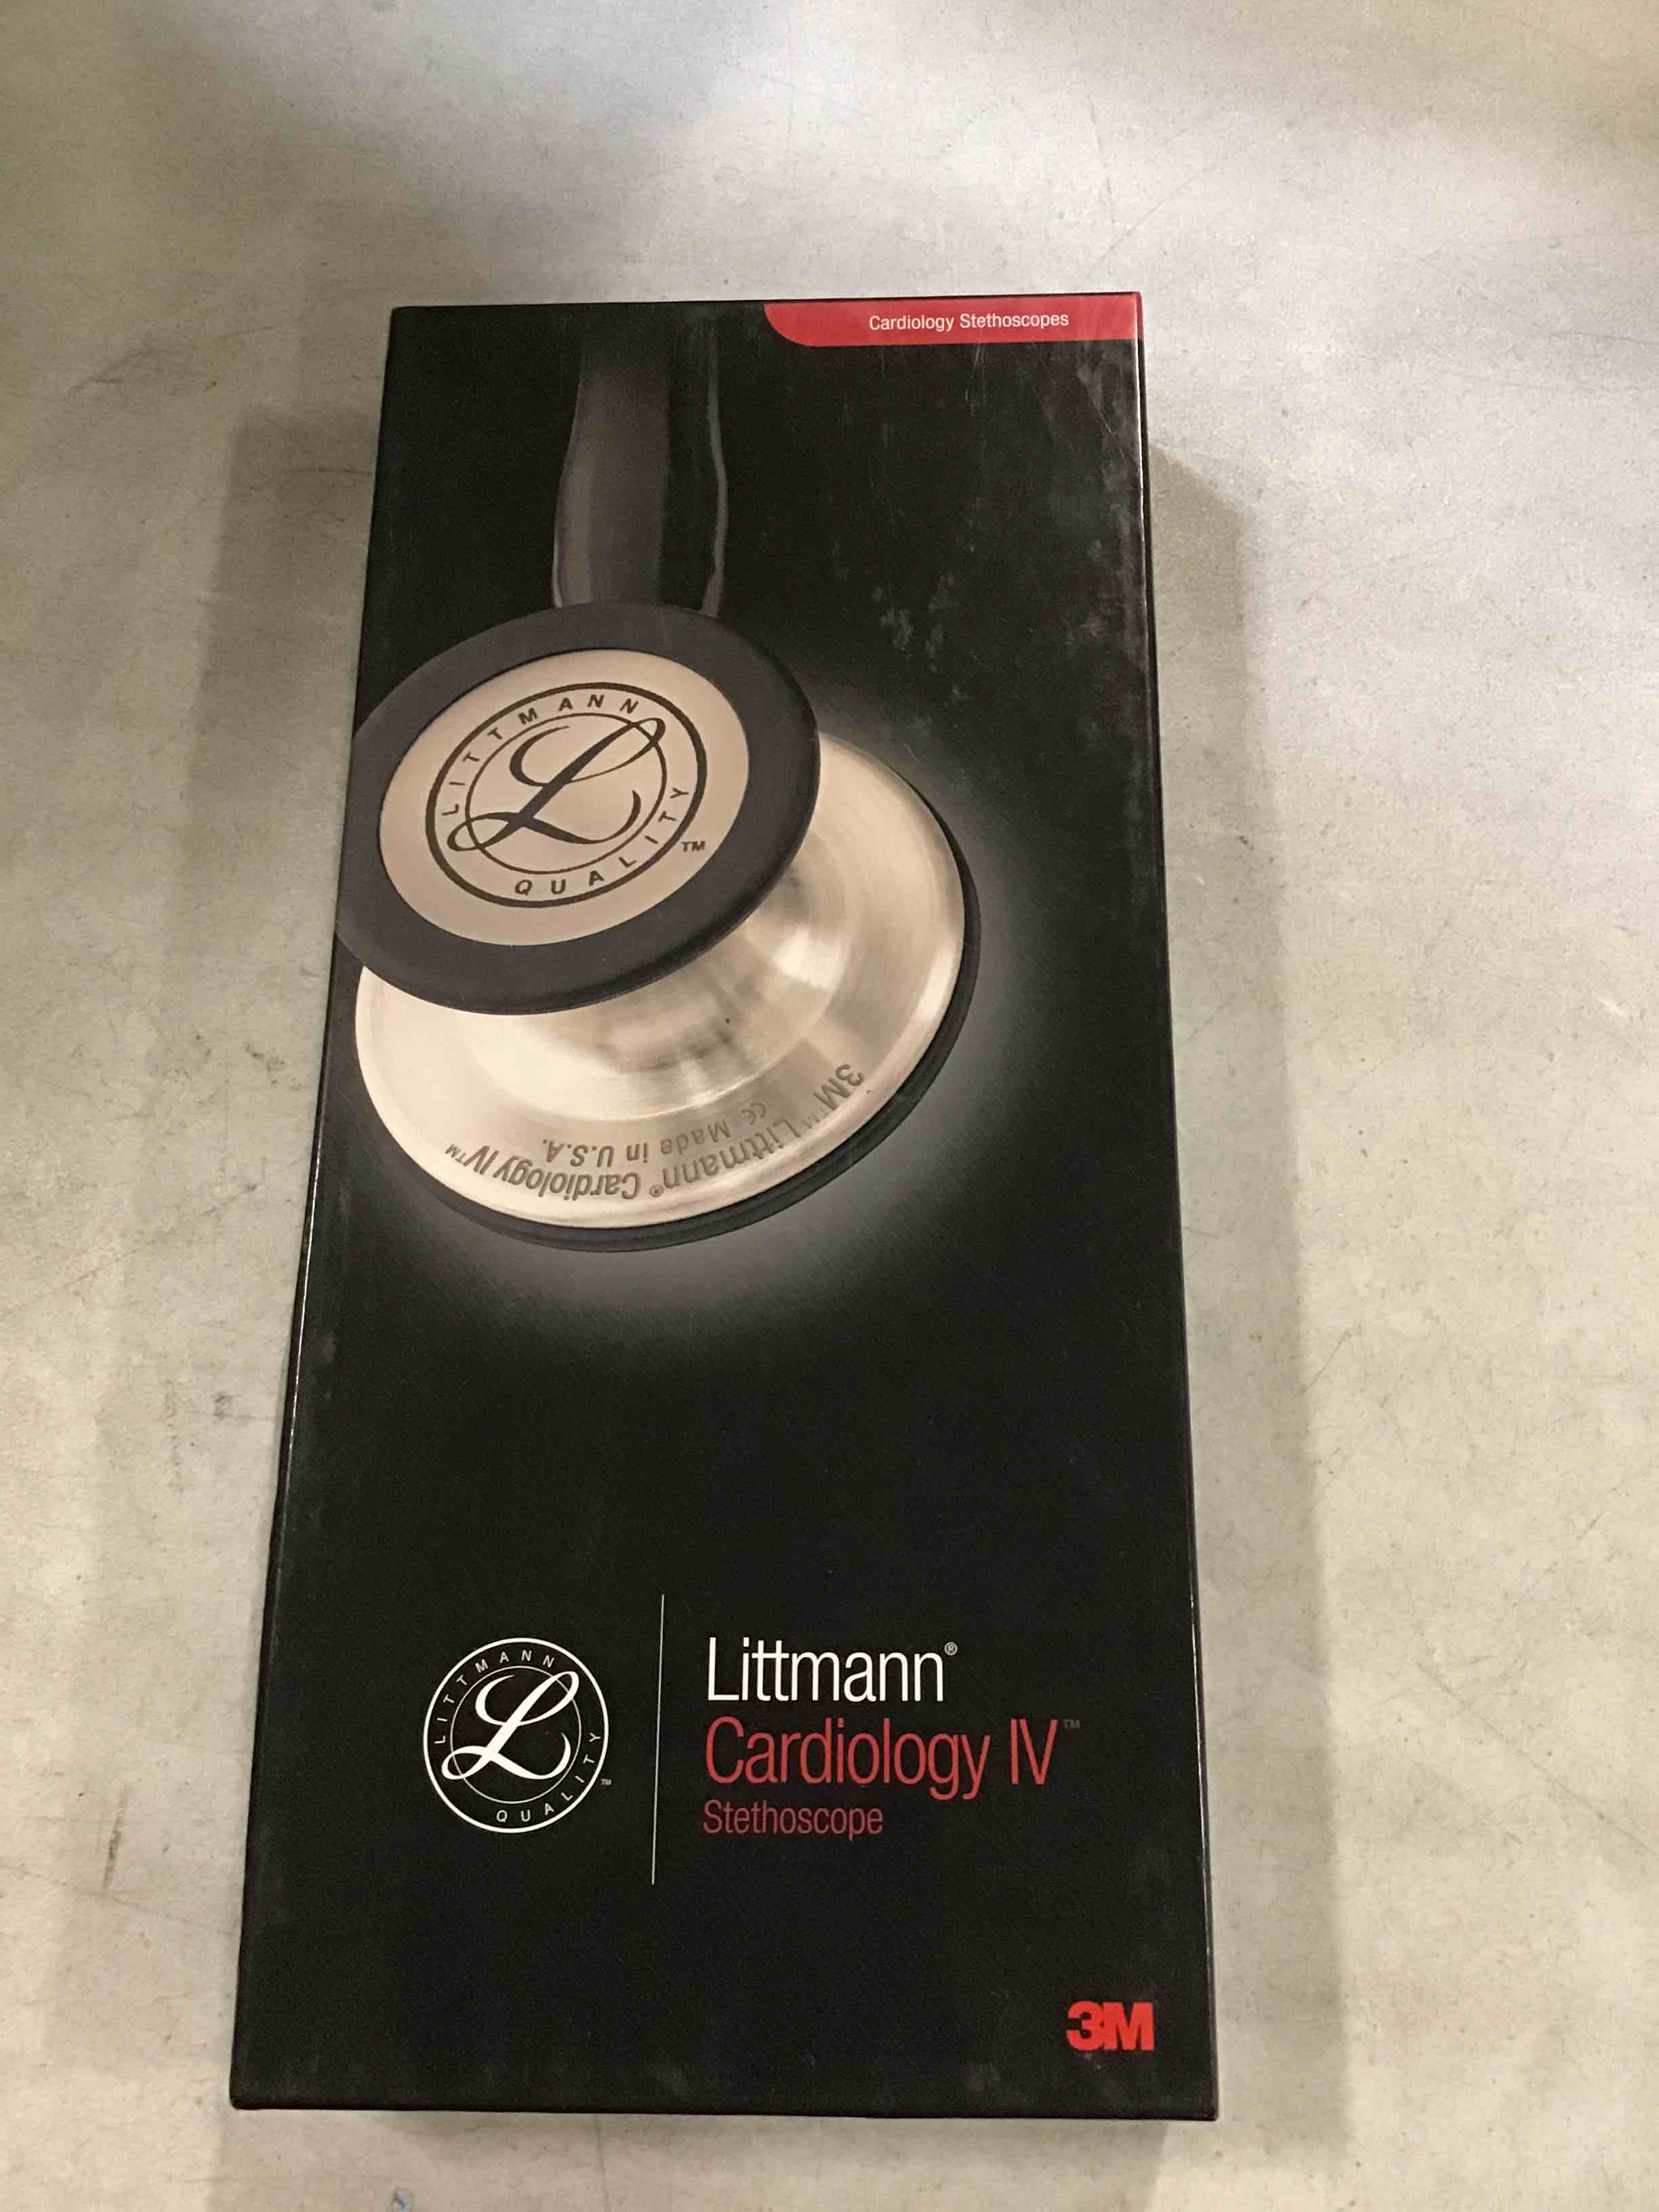 Cardiology Stethoscopes
LITTMANN
L
QUALITY ™
3M™ Littmann® Cardiology IV™
CE Made in U.S.A.
LITTMANN
L
QUALITY ™
Littmann®
Cardiology IV™
Stethoscope
3M